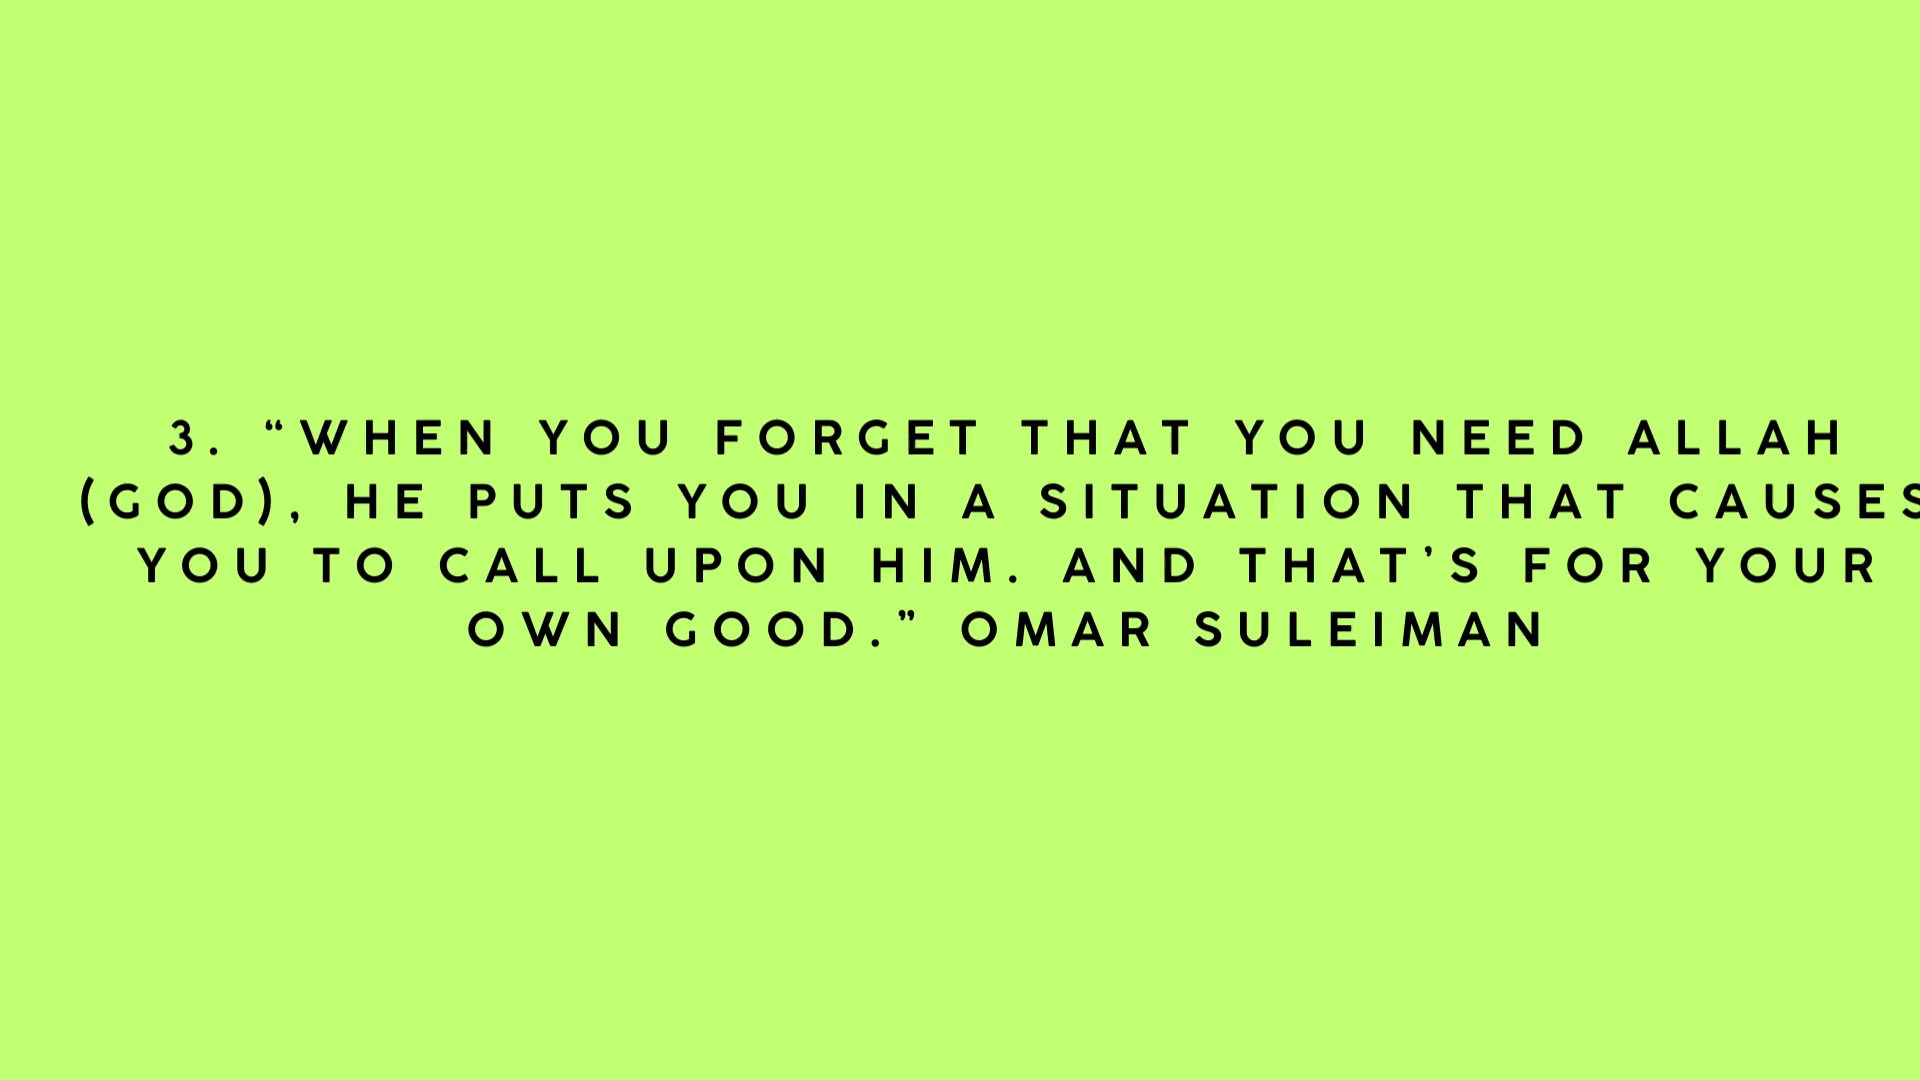 3. “WHEN YOU FORGET THAT YOU NEED ALLAH
(GOD), HE PUTS YOU IN A SITUATION THAT CAUSES
YOU TO CALL UPON HIM. AND THAT’S FOR YOUR
OWN GOOD.” OMAR SULEIMAN